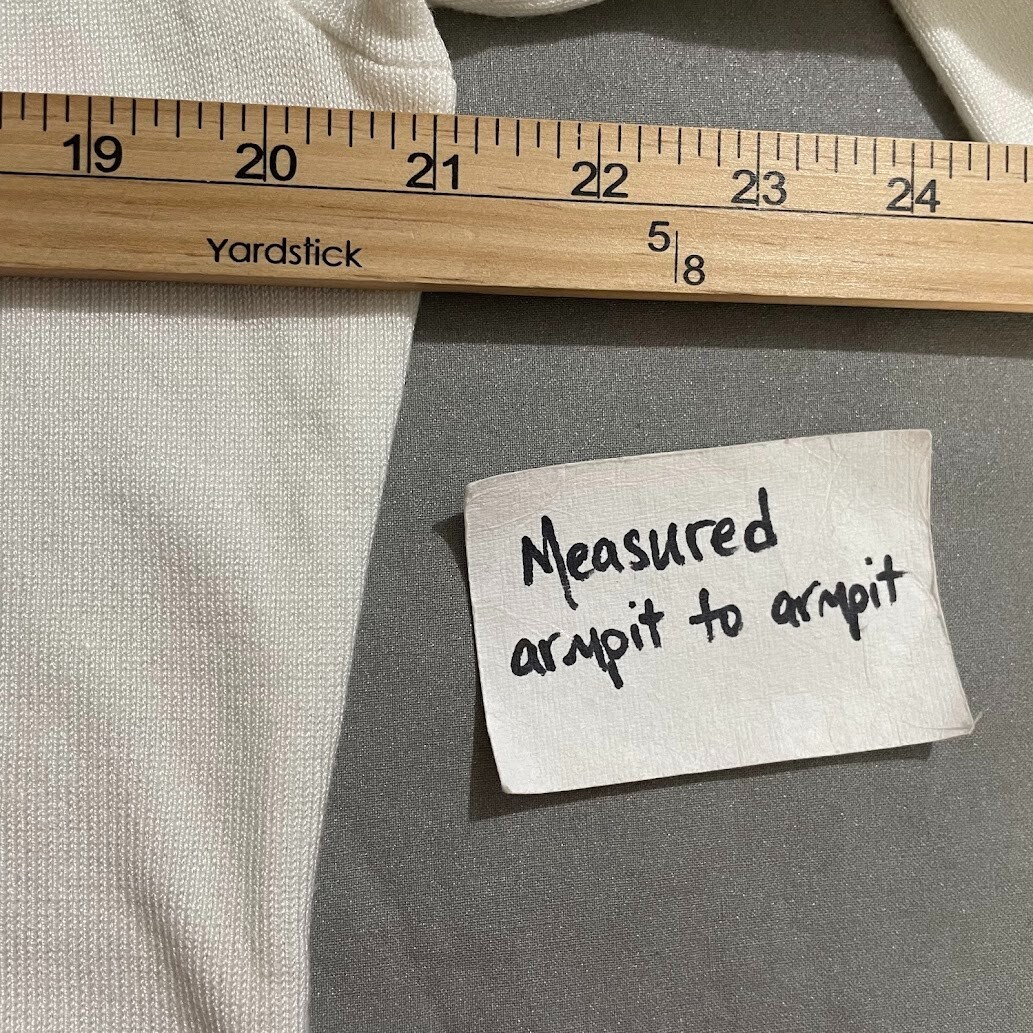 19 20 21 22 23 24
Yardstick 5/8
Measured
armpit to armpit